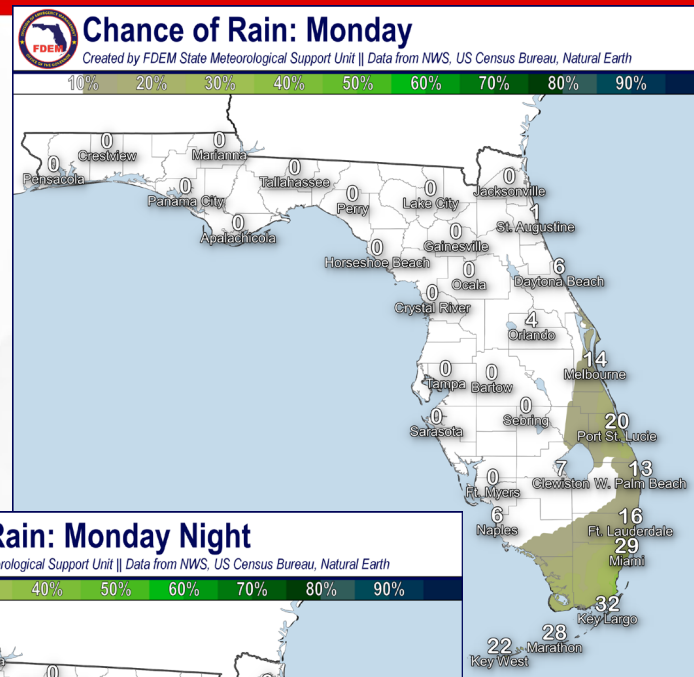 FDEM
Chance of Rain: Monday
Created by FDEM State Meteorological Support Unit || Data from NWS, US Census Bureau, Natural Earth
10% 20% 30% 40% 50% 60% 70% 80% 90%
0
Crestview
0
Marianna
0
Pensacola
0
Tallahassee
0
Jacksonville
0
Panama City
0
Perry
0
Lake City
1
St. Augustine
0
Apalachicola
0
Gainesville
0
Horseshoe Beach
0
Ocala
6
Daytona Beach
0
Crystal River
4
Orlando
14
Melbourne
0
Tampa
0
Bartow
0
Sarasota
0
Sebring
20
Port St. Lucie
0
Ft. Myers
7
Clewiston
13
W. Palm Beach
6
Naples
16
Ft. Lauderdale
29
Miami
32
Key Largo
28
Marathon
22
Key West
Rain: Monday Night
rological Support Unit || Data from NWS, US Census Bureau, Natural Earth
40% 50% 60% 70% 80% 90%
0